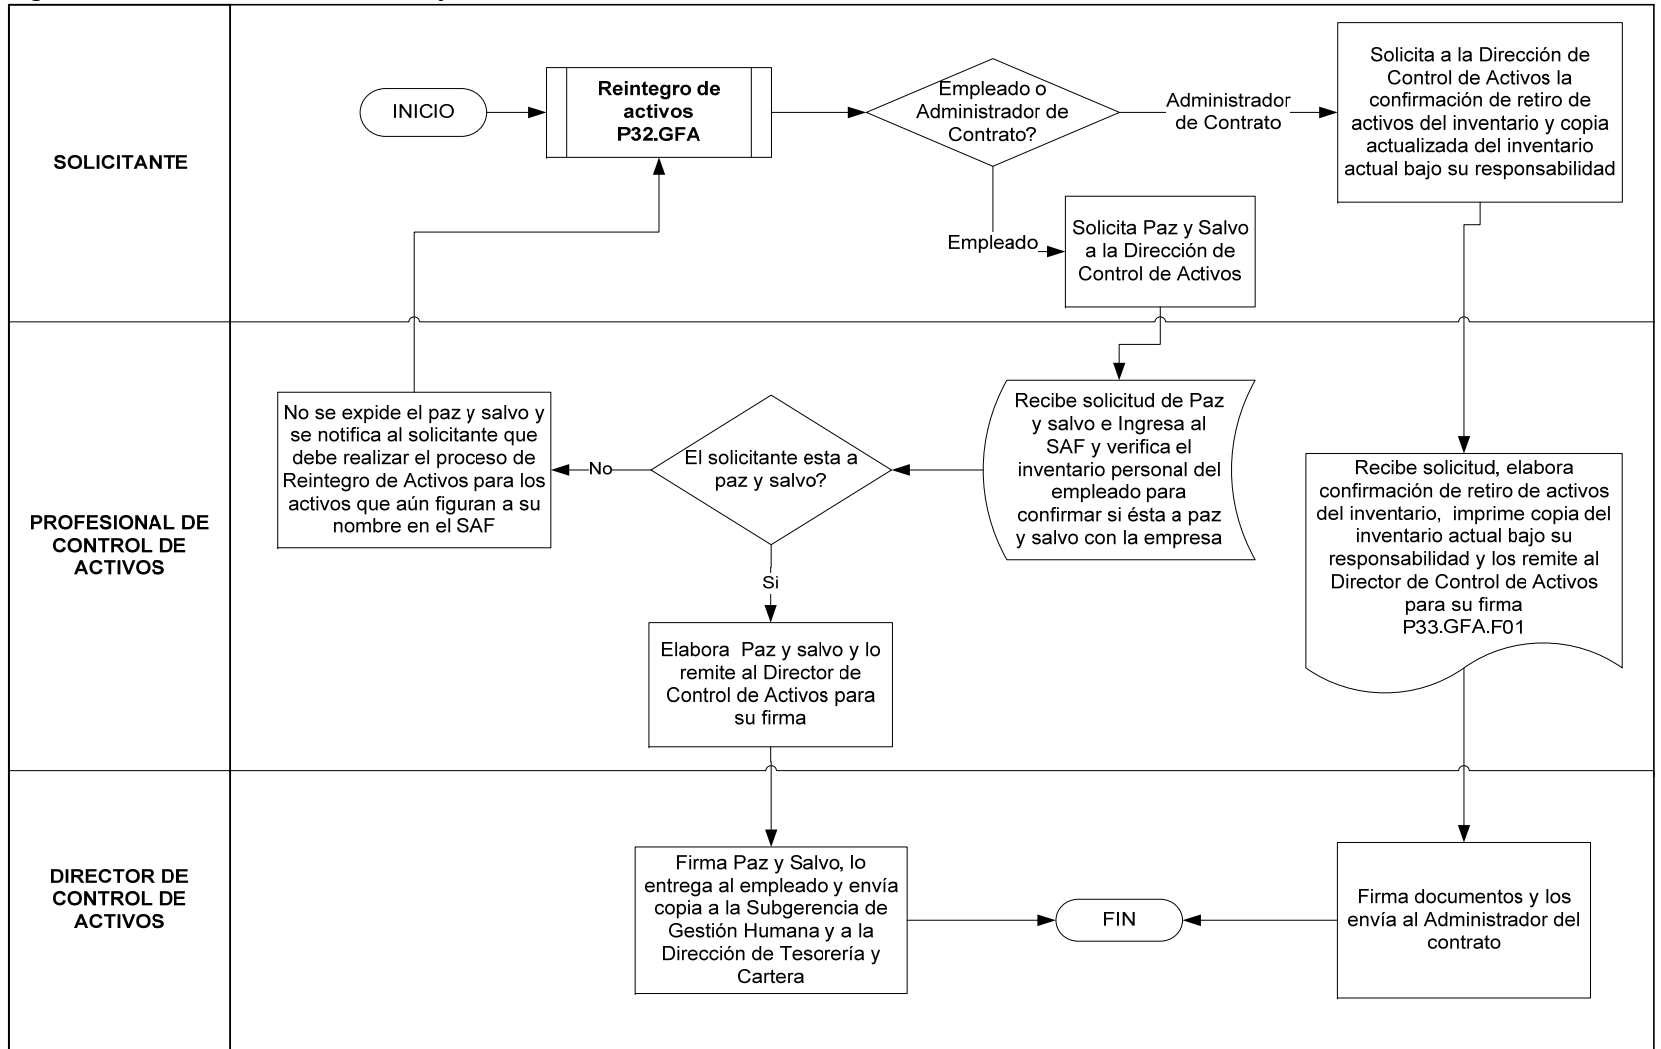 SOLICITANTE
INICIO
Reintegro de
activos
P32.GFA
Empleado o
Administrador de
Contrato?
Administrador
de Contrato
Solicita a la Dirección de
Control de Activos la
confirmación de retiro de
activos del inventario y copia
actualizada del inventario
actual bajo su responsabilidad
Empleado
Solicita Paz y Salvo
a la Dirección de
Control de Activos
PROFESIONAL DE
CONTROL DE
ACTIVOS
No se expide el paz y salvo y
se notifica al solicitante que
debe realizar el proceso de
Reintegro de Activos para los
activos que aún figuran a su
nombre en el SAF
No
El solicitante esta a
paz y salvo?
Recibe solicitud de Paz
y salvo e Ingresa al
SAF y verifica el
inventario personal del
empleado para
confirmar si ésta a paz
y salvo con la empresa
Recibe solicitud, elabora
confirmación de retiro de activos
del inventario, imprime copia del
inventario actual bajo su
responsabilidad y los remite al
Director de Control de Activos
para su firma
P33.GFA.F01
Si
Elabora Paz y salvo y lo
remite al Director de
Control de Activos para
su firma
DIRECTOR DE
CONTROL DE
ACTIVOS
Firma Paz y Salvo, lo
entrega al empleado y envía
copia a la Subgerencia de
Gestión Humana y a la
Dirección de Tesorería y
Cartera
FIN
Firma documentos y los
envía al Administrador del
contrato